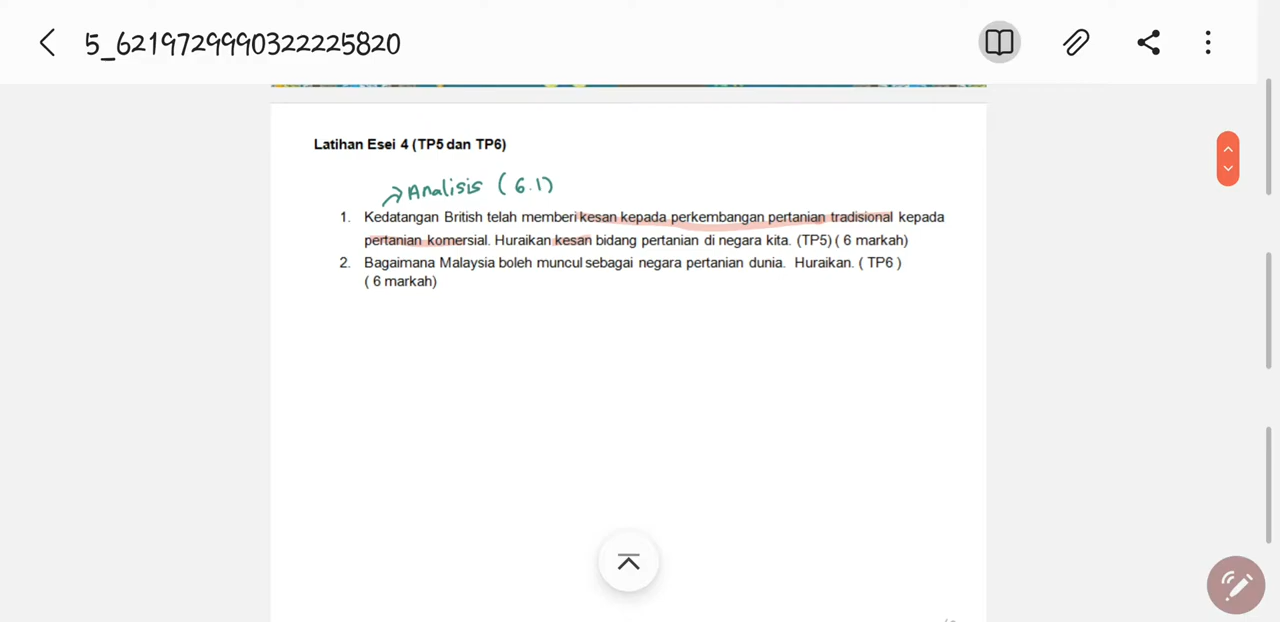 5_6219729990322225820
Latihan Esei 4 (TP5 dan TP6)
Analisis (6.1)
1. Kedatangan British telah memberi kesan kepada perkembangan pertanian tradisional kepada
pertanian komersial. Huraikan kesan bidang pertanian di negara kita. (TP5) ( 6 markah)
2. Bagaimana Malaysia boleh muncul sebagai negara pertanian dunia. Huraikan. ( TP6 )
( 6 markah)